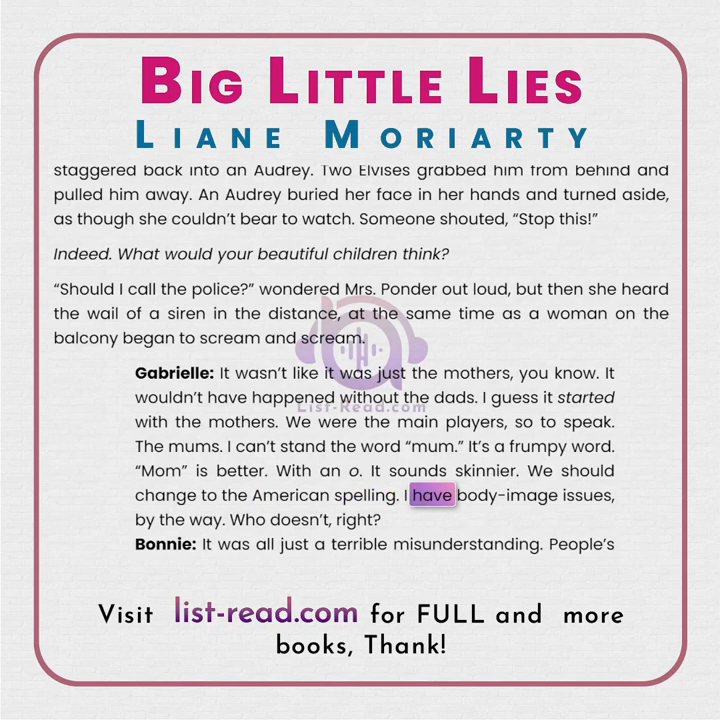 BIG LITTLE LIES
LIANE MORIARTY
staggered back into an Audrey. Two Elvises grabbed him from behind and
pulled him away. An Audrey buried her face in her hands and turned aside,
as though she couldn’t bear to watch. Someone shouted, “Stop this!”
Indeed. What would your beautiful children think?
“Should I call the police?” wondered Mrs. Ponder out loud, but then she heard
the wail of a siren in the distance, at the same time as a woman on the
balcony began to scream and scream.
List-Read.com
Gabrielle: It wasn’t like it was just the mothers, you know. It
wouldn’t have happened without the dads. I guess it started
with the mothers. We were the main players, so to speak.
The mums. I can’t stand the word “mum.” It’s a frumpy word.
“Mom” is better. With an o. It sounds skinnier. We should
change to the American spelling. I have body-image issues,
by the way. Who doesn’t, right?
Bonnie: It was all just a terrible misunderstanding. People’s
Visit list-read.com for FULL and more
books, Thank!